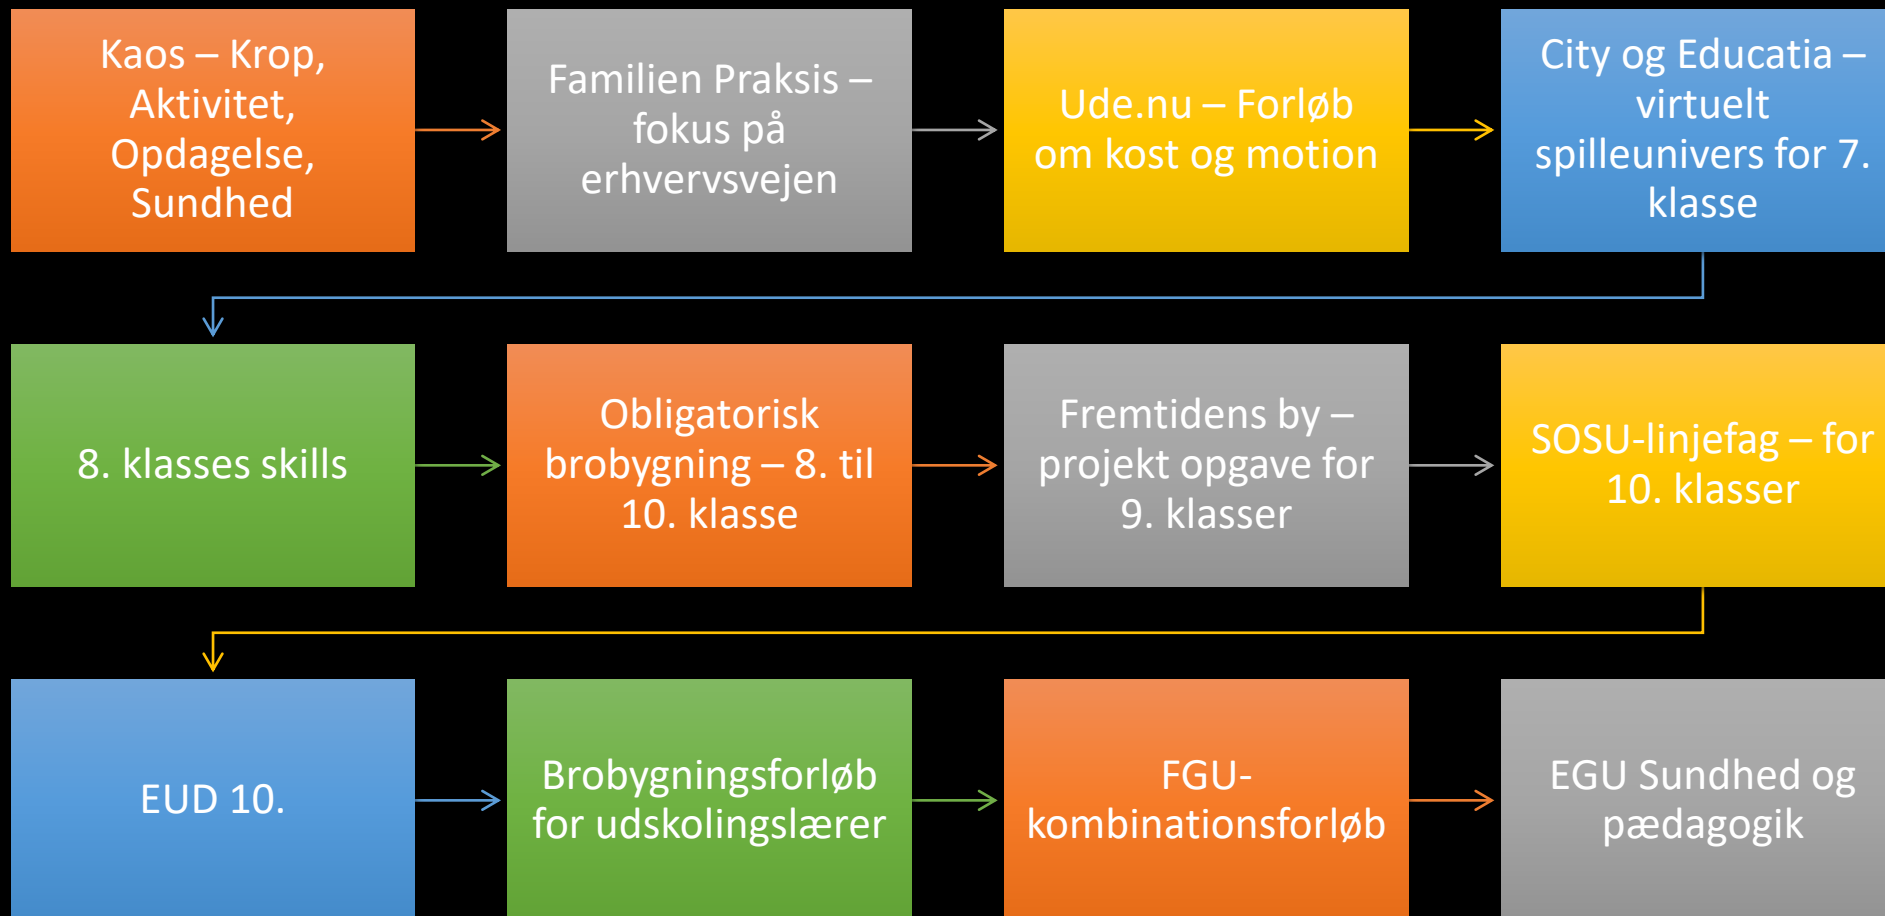 Kaos – Krop,
Aktivitet,
Opdagelse,
Sundhed
Familien Praksis –
fokus på
erhvervsvejen
Ude.nu – Forløb
om kost og motion
City og Educatia –
virtuelt
spilleunivers for 7.
klasse
8. klasses skills
Obligatorisk
brobygning – 8. til
10. klasse
Fremtidens by –
projekt opgave for
9. klasser
SOSU-linjefag – for
10. klasser
EUD 10.
Brobygningsforløb
for udskolingslærer
FGU-
kombinationsforløb
EGU Sundhed og
pædagogik